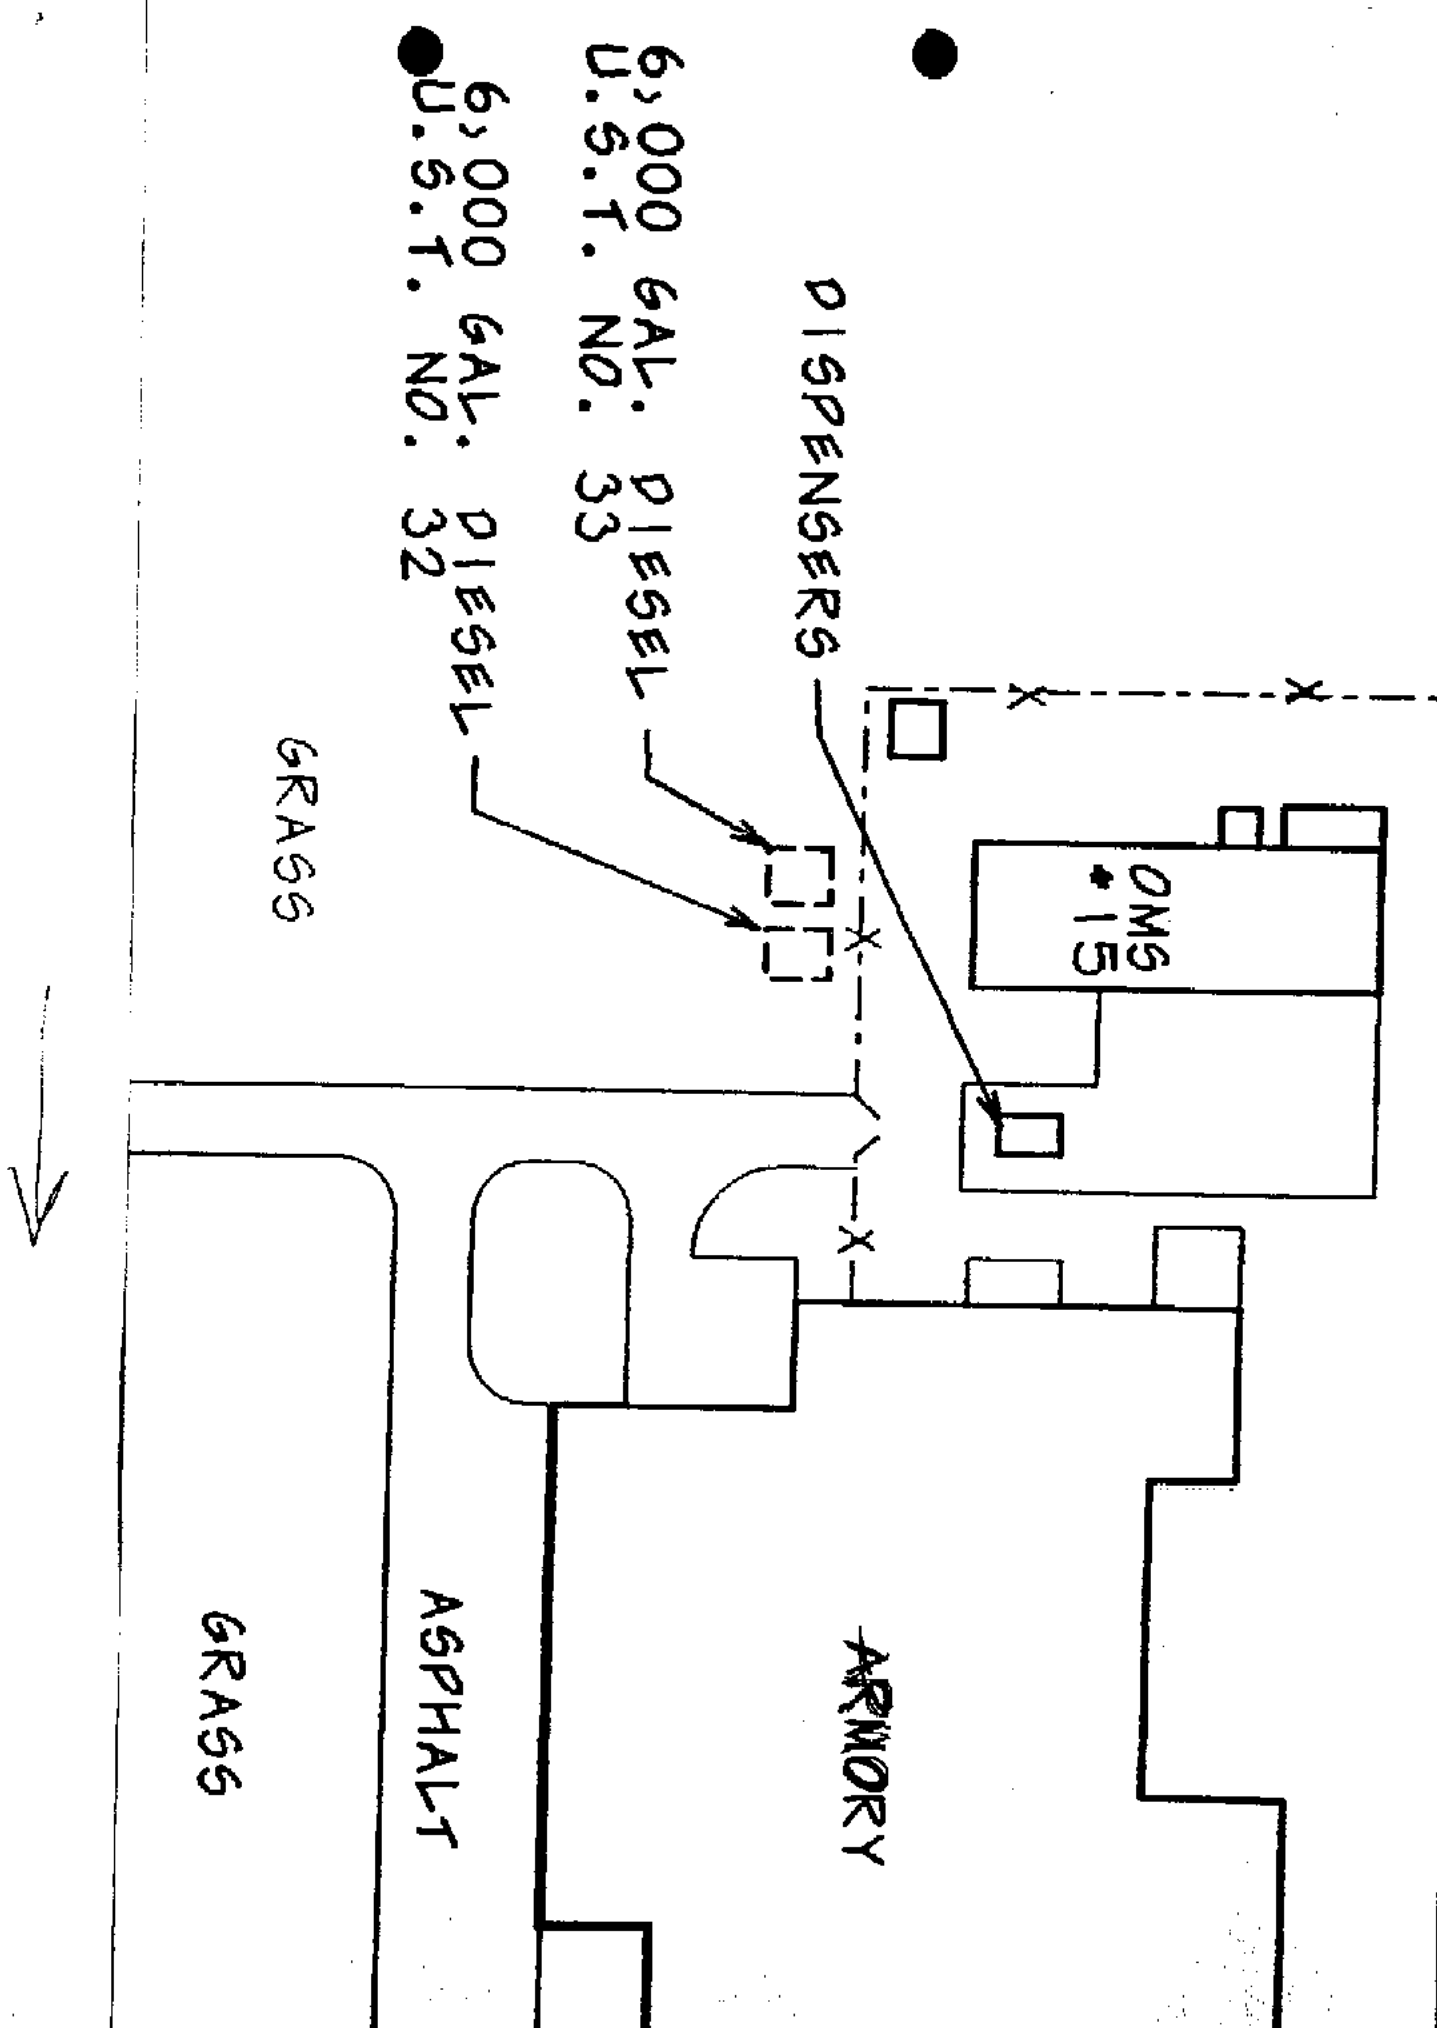 DISPENSERS
6,000 GAL. DIESEL
U.S.T. NO. 33
6,000 GAL. DIESEL
U.S.T. NO. 32
OMS
#15
GRASS
ARMORY
ASPHALT
GRASS